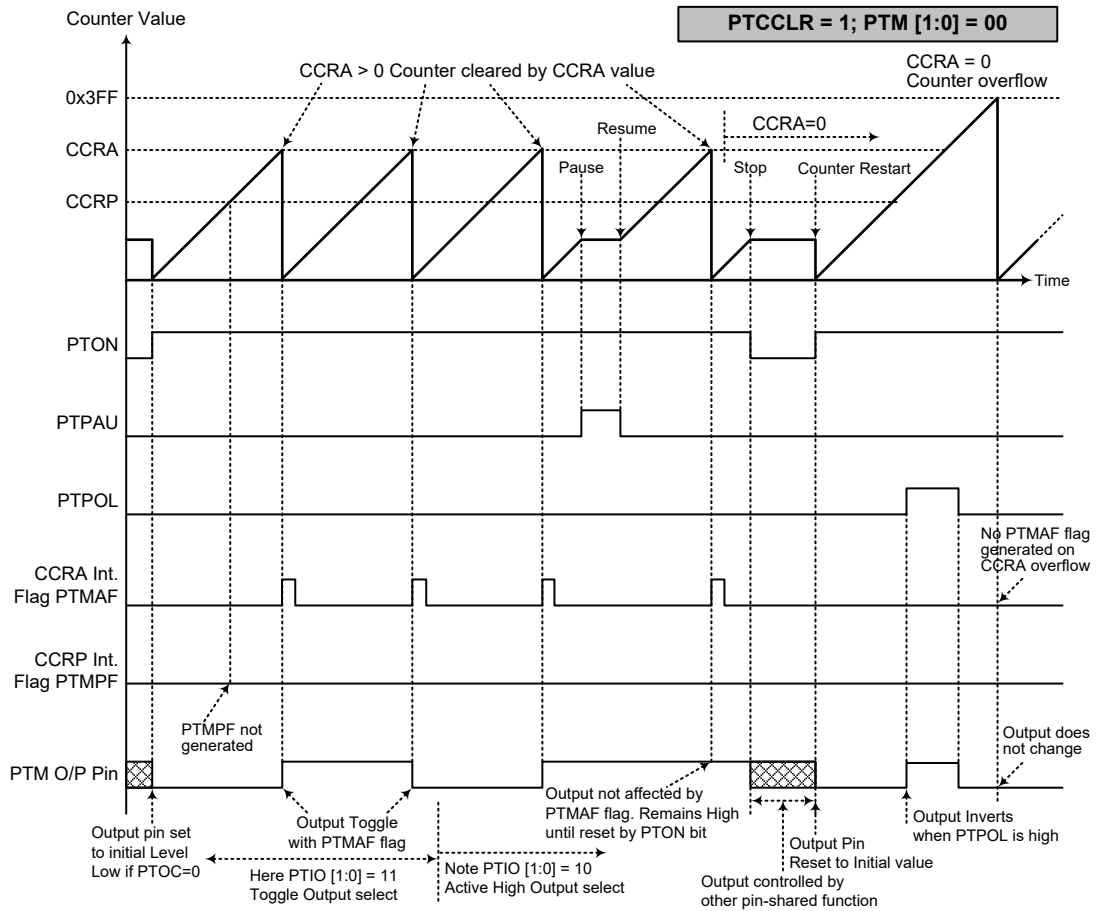 Counter Value
PTCCLR = 1; PTM [1:0] = 00
CCRA > 0 Counter cleared by CCRA value
CCRA = 0
Counter overflow
0x3FF
Resume
CCRA=0
CCRA
Pause
Stop
Counter Restart
CCRP
Time
PTON
PTPAU
PTPOL
No PTMAF flag
generated on
CCRA overflow
CCRA Int.
Flag PTMAF
CCRP Int.
Flag PTMPF
PTMPF not
generated
Output does
not change
PTM O/P Pin
Output not affected by
PTMAF flag. Remains High
until reset by PTON bit
Output Toggle
with PTMAF flag
Output pin set
to initial Level
Low if PTOC=0
Output Inverts
when PTPOL is high
Output Pin
Reset to Initial value
Here PTIO [1:0] = 11
Toggle Output select
Note PTIO [1:0] = 10
Active High Output select
Output controlled by
other pin-shared function